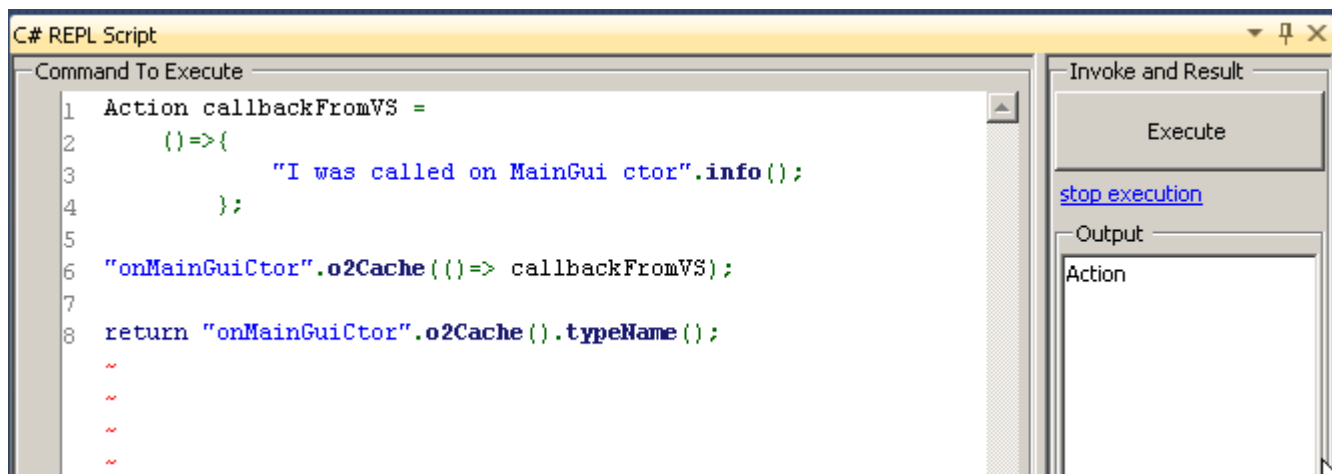 C# REPL Script
Command To Execute
1 Action callbackFromVS =
2 ()=>{
3 "I was called on MainGui ctor".info();
4 };
5
6 "onMainGuiCtor".o2Cache(()=> callbackFromVS);
7
8 return "onMainGuiCtor".o2Cache().typeName();
~
~
~
~
Invoke and Result
Execute
stop execution
Output
Action